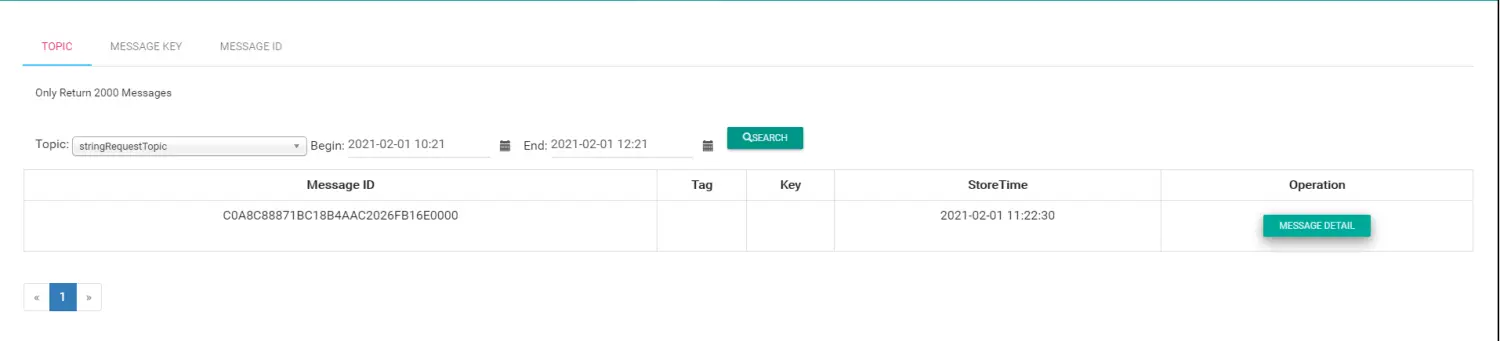 TOPIC MESSAGE KEY MESSAGE ID
Only Return 2000 Messages
Topic: stringRequestTopic Begin: 2021-02-01 10:21 End: 2021-02-01 12:21 SEARCH
Message ID Tag Key StoreTime Operation
C0A8C88871BC18B4AAC2026FB16E0000 2021-02-01 11:22:30 MESSAGE DETAIL
« 1 »